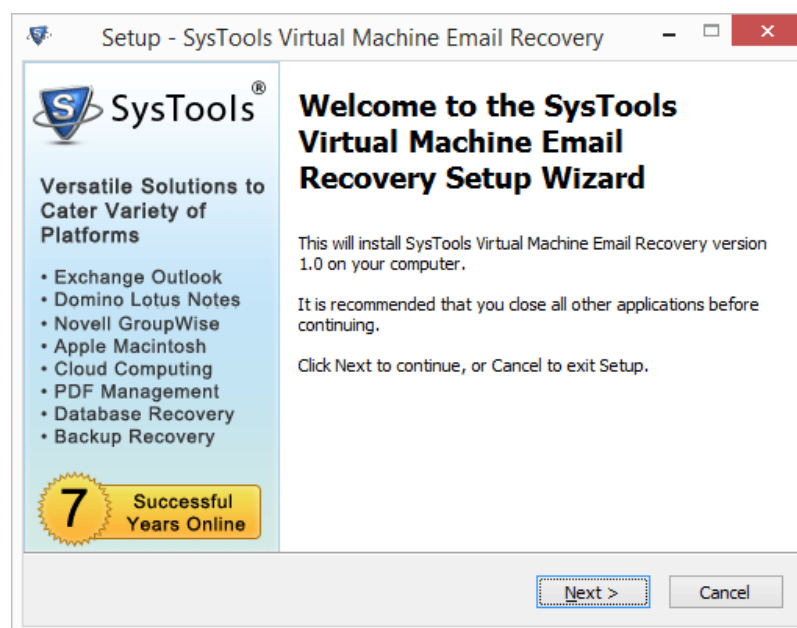 Setup - SysTools Virtual Machine Email Recovery
SysTools®
Versatile Solutions to
Cater Variety of
Platforms
• Exchange Outlook
• Domino Lotus Notes
• Novell GroupWise
• Apple Macintosh
• Cloud Computing
• PDF Management
• Database Recovery
• Backup Recovery
7 Successful
Years Online
Welcome to the SysTools
Virtual Machine Email
Recovery Setup Wizard
This will install SysTools Virtual Machine Email Recovery version
1.0 on your computer.
It is recommended that you close all other applications before
continuing.
Click Next to continue, or Cancel to exit Setup.
Next >
Cancel